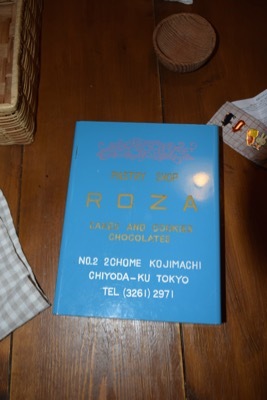 ROZA
CAKES AND COOKIES
CHOCOLATES
NO.2 2CHOME KOJIMACHI
CHIYODA-KU TOKYO
TEL (3261) 2971